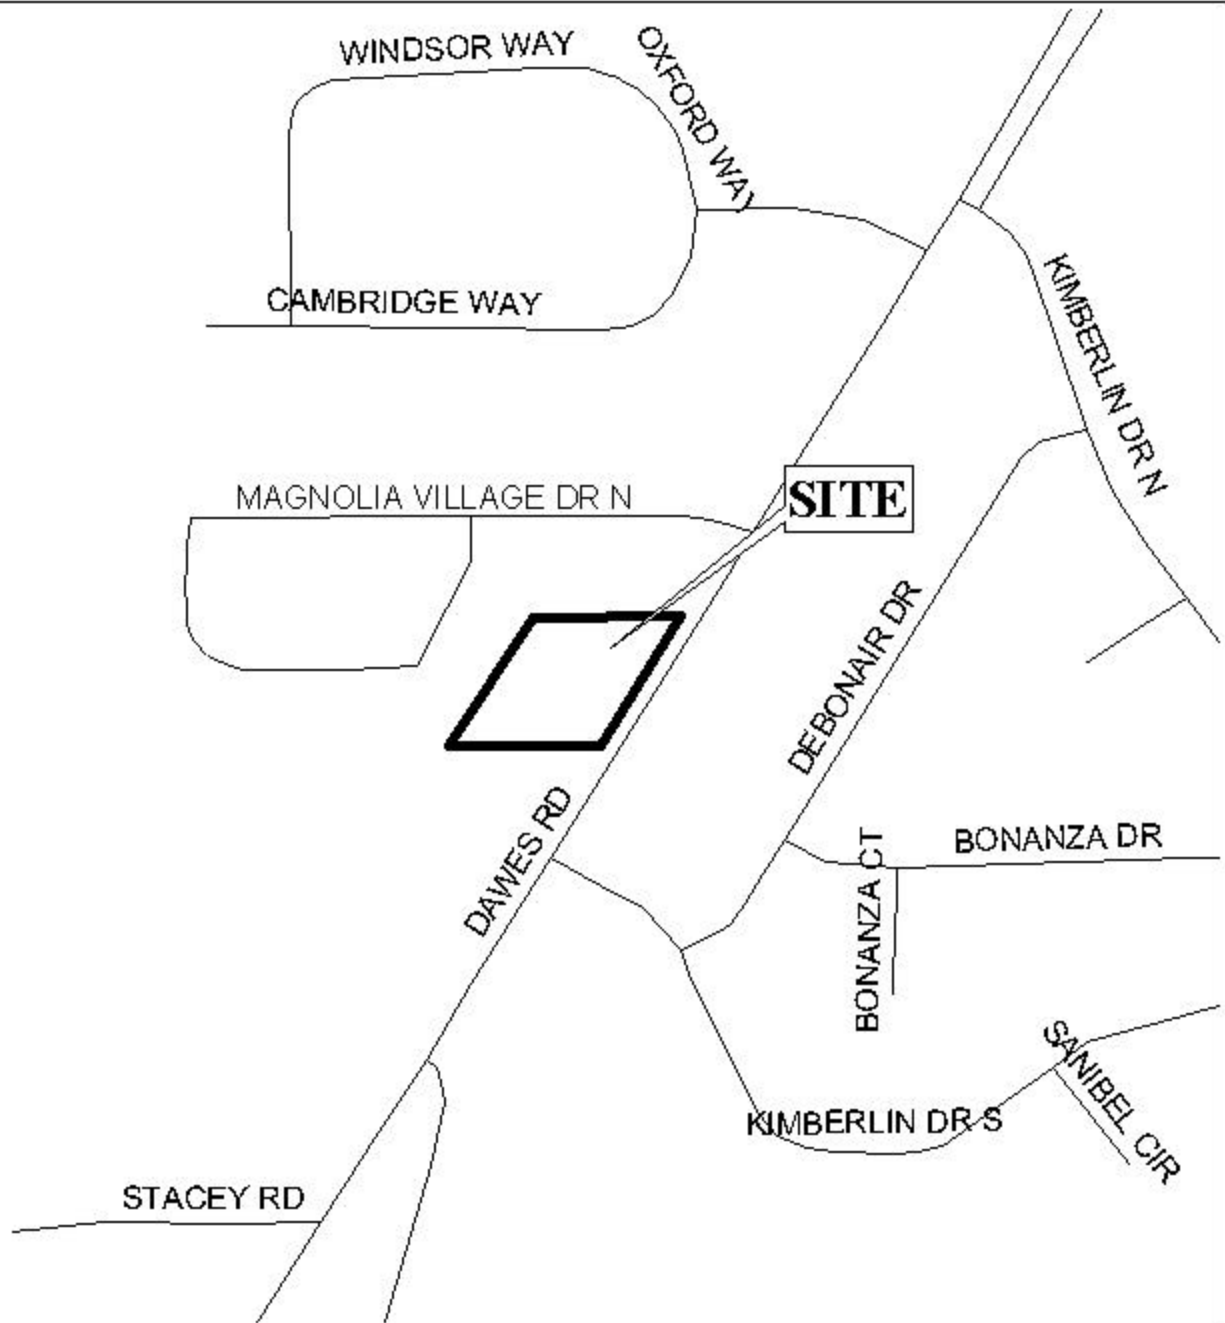 WINDSOR WAY
OXFORD WAY
CAMBRIDGE WAY
KIMBERLIN DR N
MAGNOLIA VILLAGE DR N
SITE
DEBONAIR DR
DAWES RD
BONANZA DR
BONANZA CT
SANIBEL CIR
KIMBERLIN DR S
STACEY RD